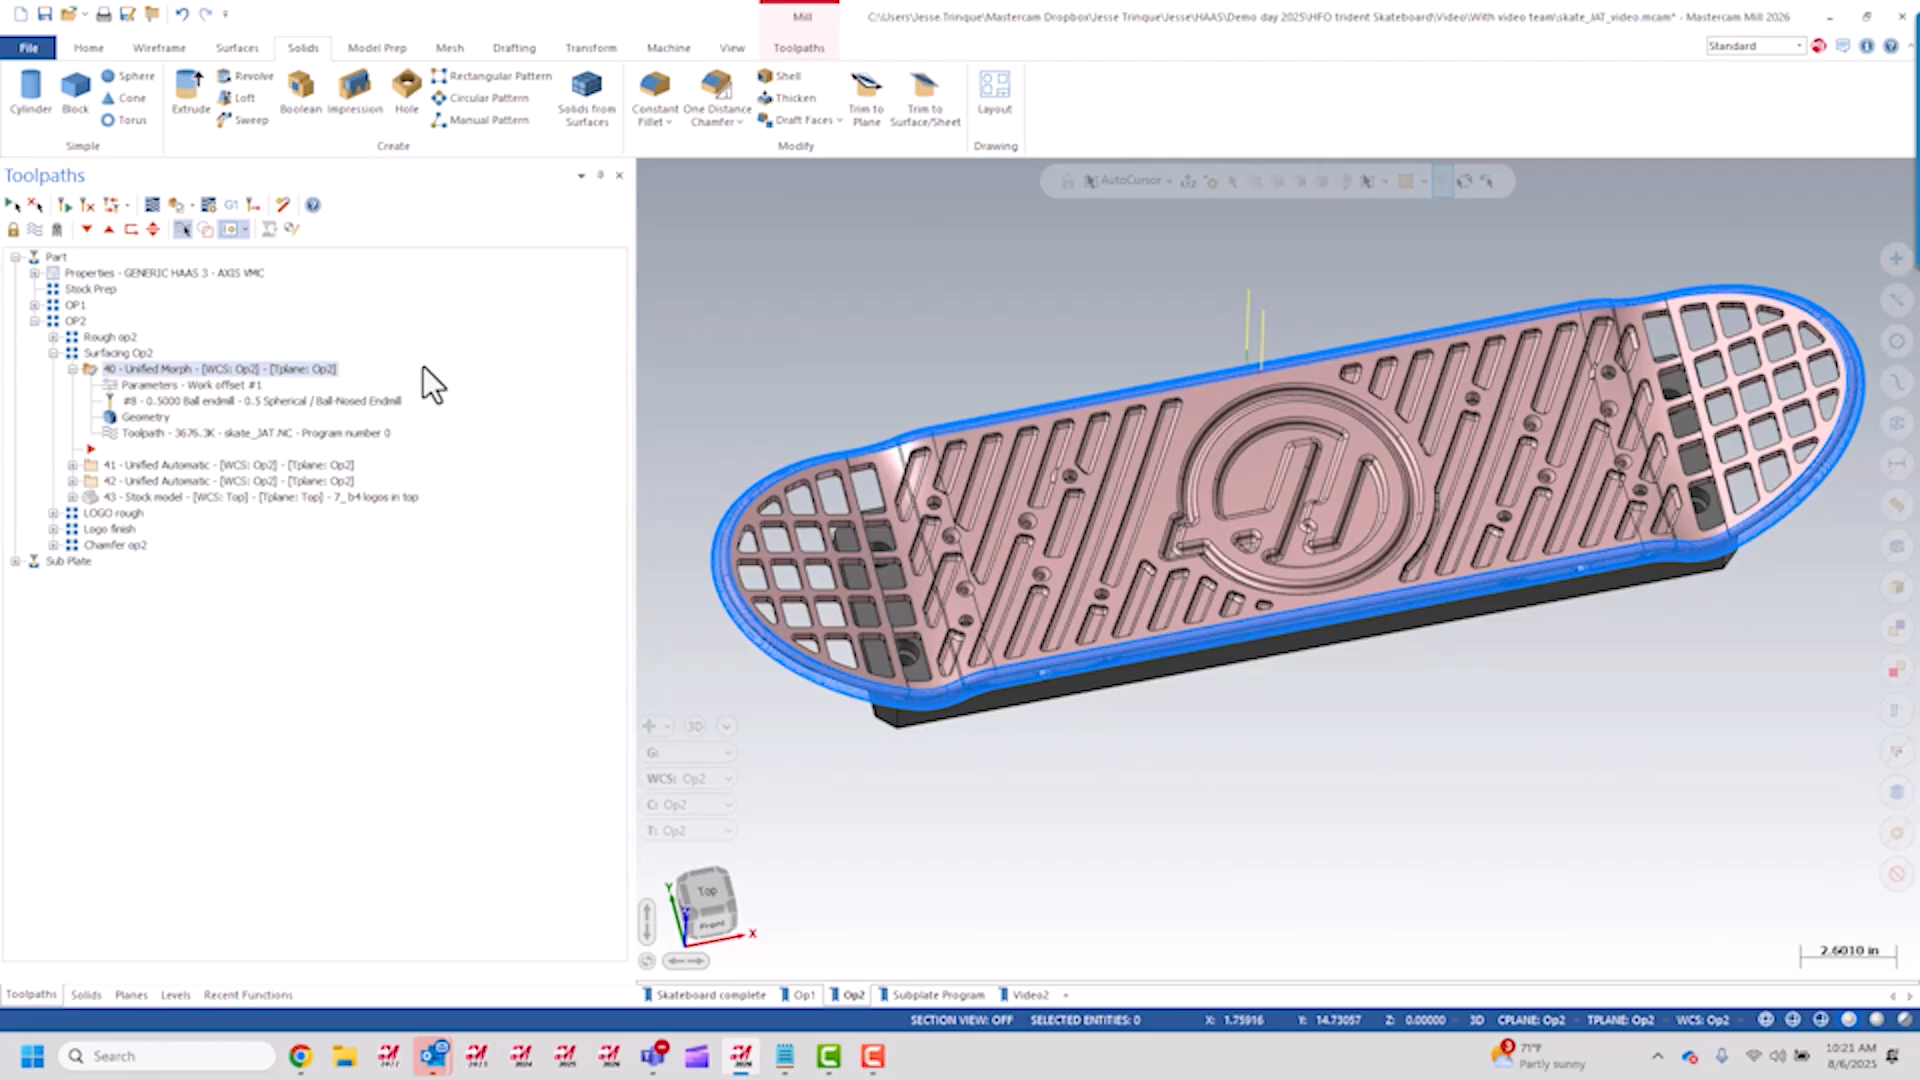 Mill
C:\Users\Jesse.Trinque\Mastercam Dropbox\Jesse Trinque\Jesse\HAAS\Demo day 2025\HFO trident Skateboard\Video\With video team\skate_JAT_video.mcam* - Mastercam Mill 2026
File
Home
Wireframe
Surfaces
Solids
Model Prep
Mesh
Drafting
Transform
Machine
View
Toolpaths
Standard
Cylinder
Block
Sphere
Cone
Torus
Simple
Extrude
Revolve
Loft
Sweep
Boolean
Impression
Hole
Rectangular Pattern
Circular Pattern
Manual Pattern
Solids from Surfaces
Create
Constant Fillet
One Distance Chamfer
Shell
Thicken
Draft Faces
Trim to Plane
Trim to Surface/Sheet
Modify
Layout
Drawing
Toolpaths
AutoCursor
G1
Part
Properties - GENERIC HAAS 3 - AXIS VMC
Stock Prep
OP1
OP2
Rough op2
Surfacing Op2
40 - Unified Morph - [WCS: Op2] - [Tplane: Op2]
Parameters - Work offset #1
#8 - 0.5000 Ball endmill - 0.5 Spherical / Ball-Nosed Endmill
Geometry
Toolpath - 3676.3K - skate_JAT.NC - Program number 0
41 - Unified Automatic - [WCS: Op2] - [Tplane: Op2]
42 - Unified Automatic - [WCS: Op2] - [Tplane: Op2]
43 - Stock model - [WCS: Top] - [Tplane: Top] - 7_ b4 logos in top
LOGO rough
Logo finish
Chamfer op2
Sub Plate
3D
G:
WCS: Op2
C: Op2
T: Op2
Top
Front
Y
X
2.6010 in
Toolpaths
Solids
Planes
Levels
Recent Functions
Skateboard complete
Op1
Op2
Subplate Program
Video2
SECTION VIEW: OFF
SELECTED ENTITIES: 0
X: 1.75916
Y: 14.73057
Z: 0.00000
3D
CPLANE: Op2
TPLANE: Op2
WCS: Op2
Search
71°F
Partly sunny
10:21 AM
8/6/2025